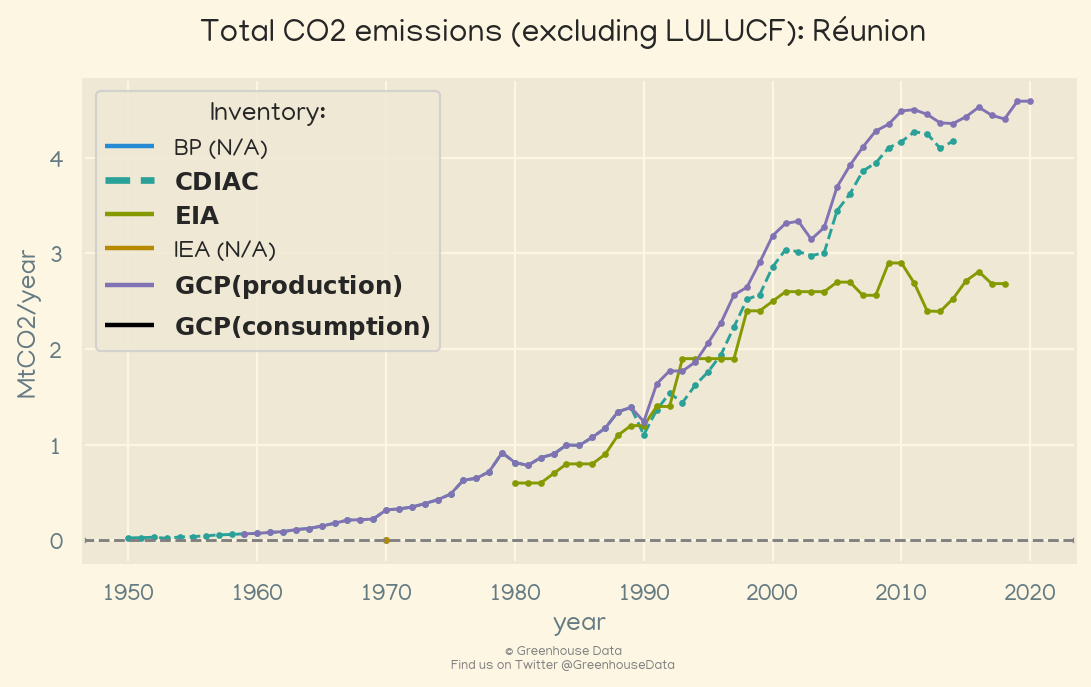 Total CO2 emissions (excluding LULUCF): Réunion
Inventory:
BP (N/A)
CDIAC
EIA
IEA (N/A)
GCP(production)
GCP(consumption)
MtCO2/year
4
3
2
1
0
1950 1960 1970 1980 1990 2000 2010 2020
year
© Greenhouse Data
Find us on Twitter @GreenhouseData